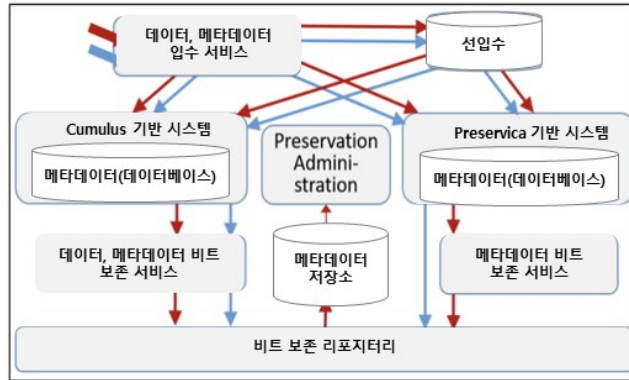 데이터, 메타데이터
입수 서비스
선입수
Cumulus 기반 시스템
메타데이터(데이터베이스)
Preservation
Admini-
stration
Preservica 기반 시스템
메타데이터(데이터베이스)
데이터, 메타데이터 비트
보존 서비스
메타데이터
저장소
메타데이터 비트
보존 서비스
비트 보존 리포지터리